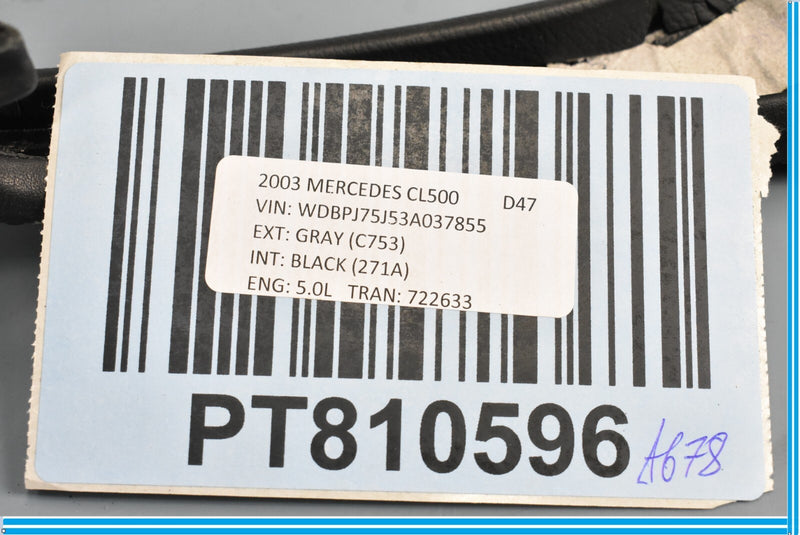 2003 MERCEDES CL500 D47
VIN: WDBPJ75J53A037855
EXT: GRAY (C753)
INT: BLACK (271A)
ENG: 5.0L TRAN: 722633
PT810596
A678